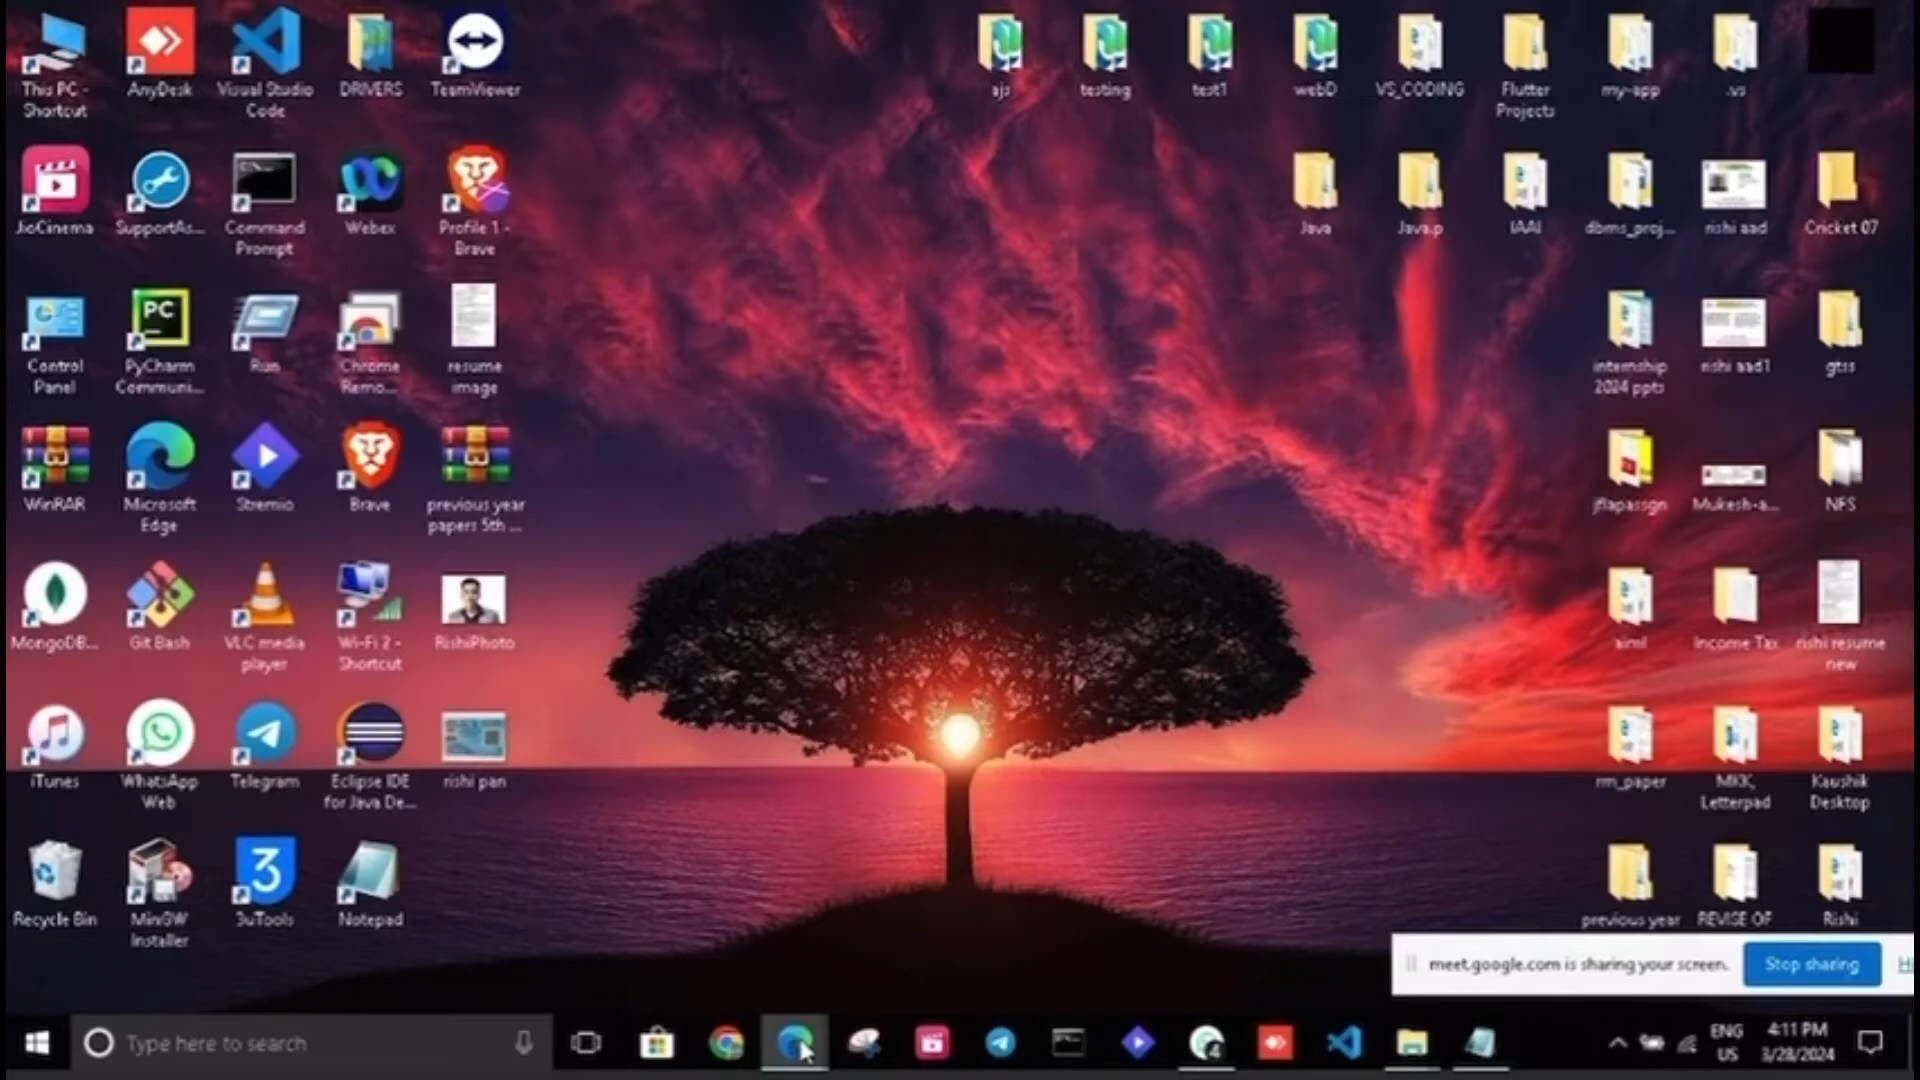 This PC -
Shortcut
AnyDesk
Visual Studio
Code
DRIVERS
TeamViewer
ajs
testing
test1
webD
VS_CODING
Flutter
Projects
my-app
.vs
JioCinema
SupportAs...
Command
Prompt
Webex
Profile 1 -
Brave
Java
Java.p
IAAI
dbms_proj...
rishi aad
Cricket 07
Control
Panel
PC
PyCharm
Communi...
Run
Chrome
Remo...
resume
image
internship
2024 ppts
rishi aad1
gtss
WinRAR
Microsoft
Edge
Stremio
Brave
previous year
papers 5th ...
jflapassgn
Mukesh-a...
NFS
MongoDB...
Git Bash
VLC media
player
Wi-Fi 2 -
Shortcut
RishiPhoto
aiml
Income Tax
rishi resume
new
iTunes
WhatsApp
Web
Telegram
Eclipse IDE
for Java De...
rishi pan
rm_paper
MKK,
Letterpad
Kaushik
Desktop
Recycle Bin
MinGW
Installer
3
3uTools
Notepad
previous year
REVISE OF
Rishi
meet.google.com is sharing your screen.
Stop sharing
Type here to search
4
ENG
US
4:11 PM
3/28/2024